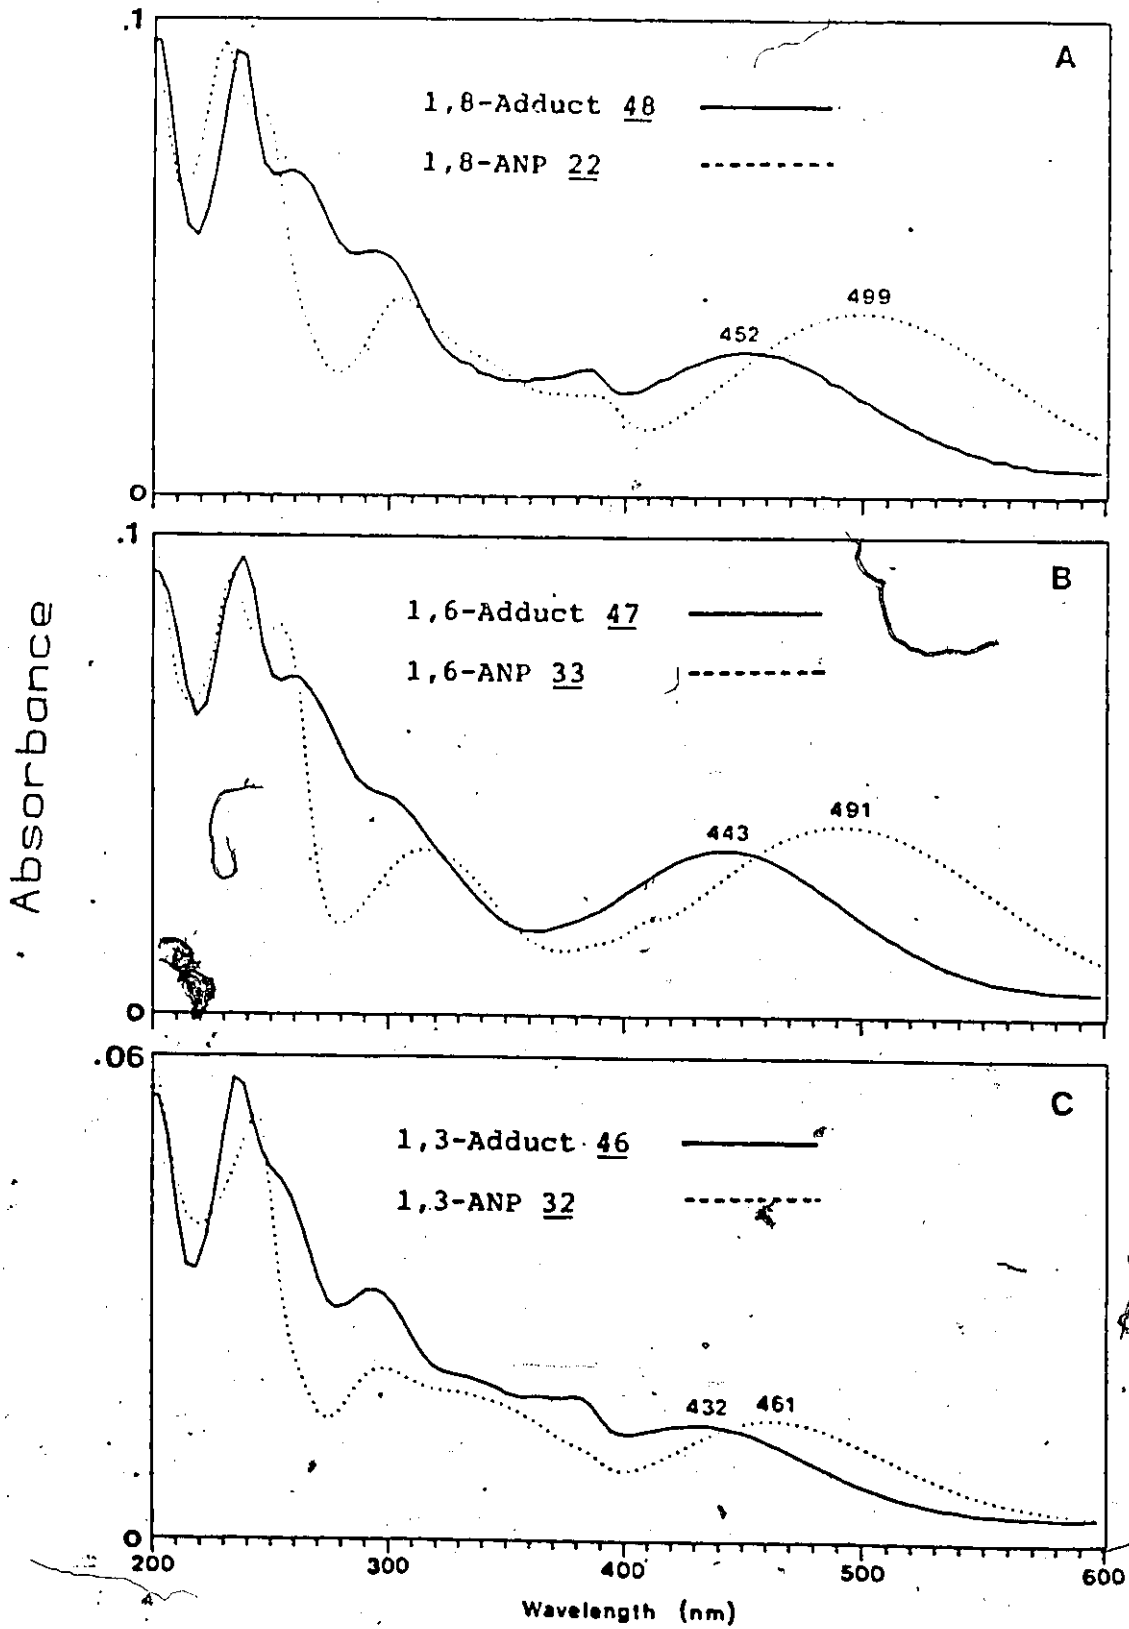 .1
A
1,8-Adduct 48
1,8-ANP 22
499
452
0
.1
B
1,6-Adduct 47
1,6-ANP 33
491
443
0
.06
C
1,3-Adduct 46
1,3-ANP 32
432 461
0
200 300 400 500 600
Wavelength (nm)
Absorbance